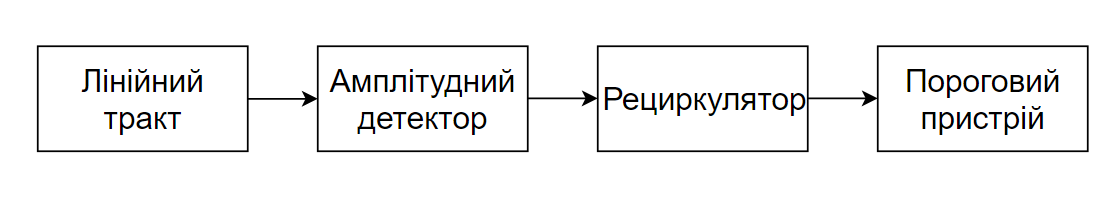 Лінійний
тракт
Амплітудний
детектор
Рециркулятор
Пороговий
пристрій